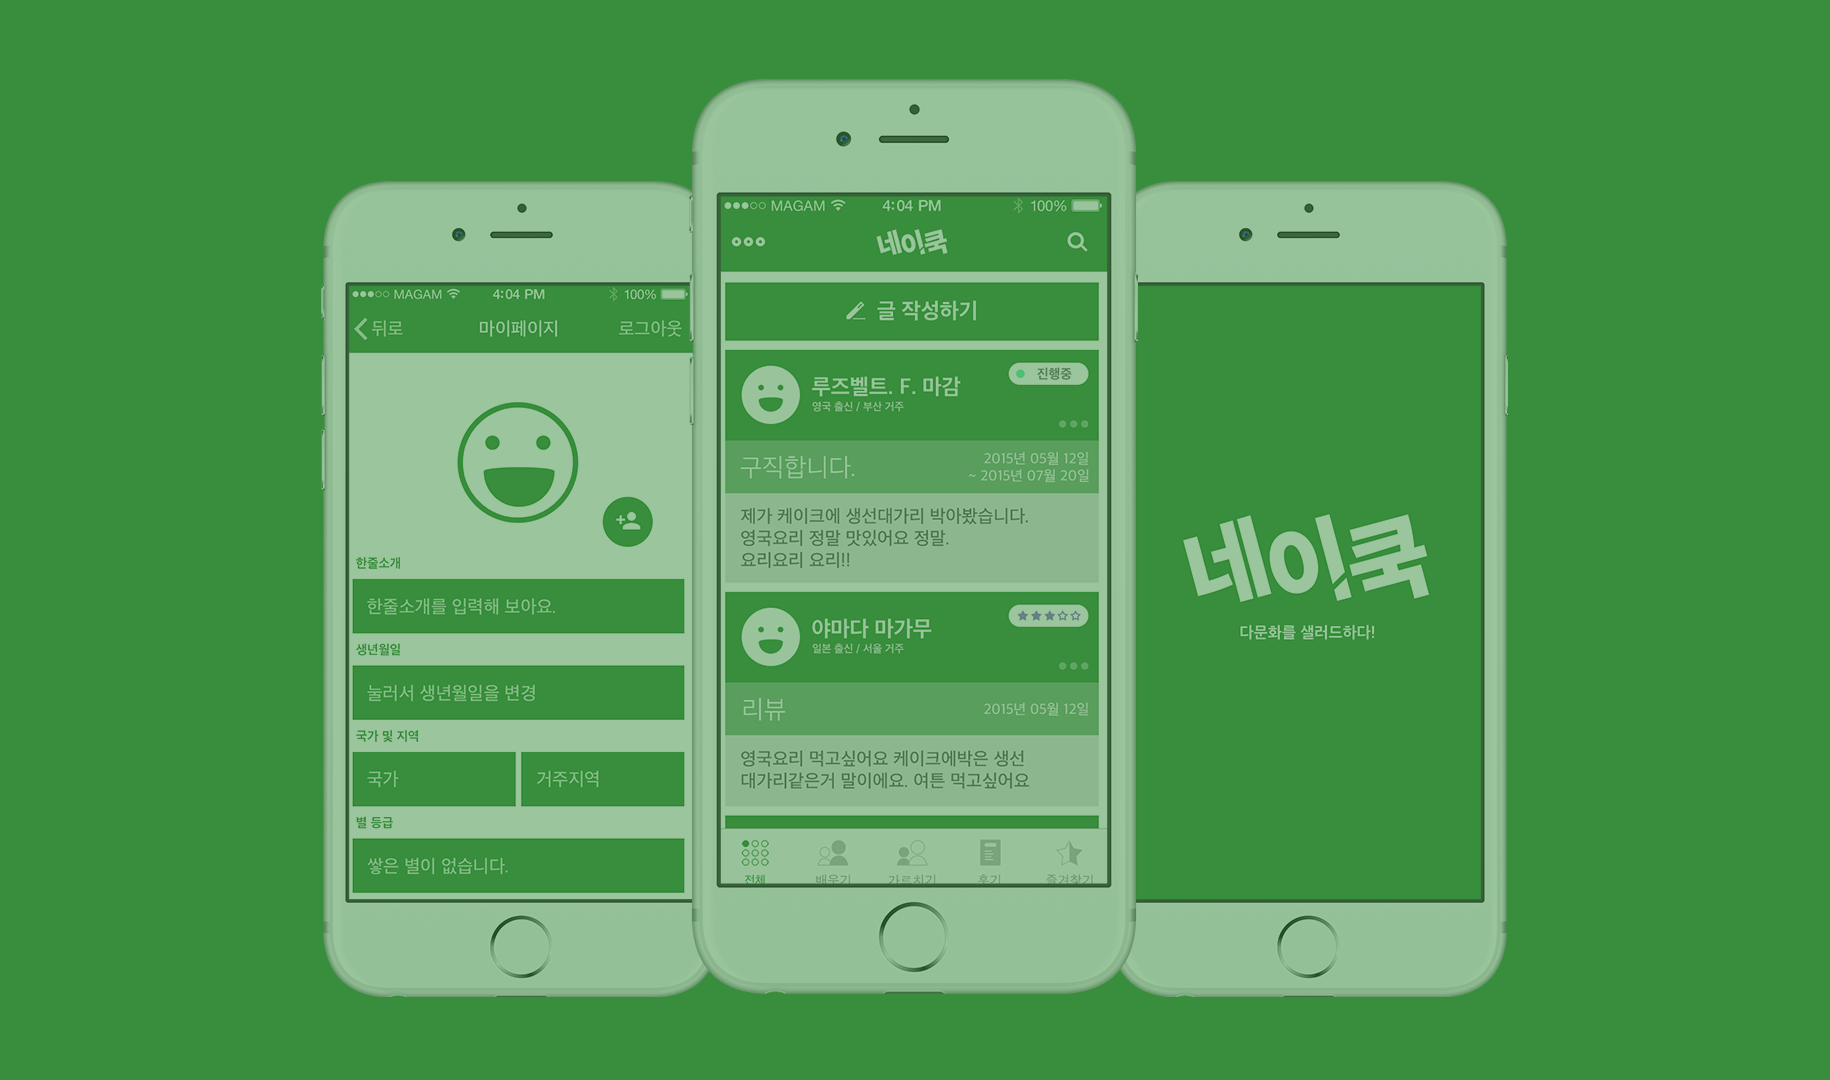 MAGAM 4:04 PM 100%
뒤로 마이페이지 로그아웃
한줄소개
한줄소개를 입력해 보아요.
생년월일
눌러서 생년월일을 변경
국가 및 지역
국가 거주지역
별 등급
쌓은 별이 없습니다.
MAGAM 4:04 PM 100%
네이쿡
글 작성하기
루즈벨트. F. 마감
진행중
영국 출신 / 부산 거주
구직합니다.
2015년 05월 12일
~ 2015년 07월 20일
제가 케이크에 생선대가리 박아봤습니다.
영국요리 정말 맛있어요 정말.
요리요리 요리!!
야마다 마가무
일본 출신 / 서울 거주
리뷰
2015년 05월 12일
영국요리 먹고싶어요 케이크에박은 생선
대가리같은거 말이에요. 여튼 먹고싶어요
전체 배우기 가르치기 후기 즐겨찾기
네이쿡
다문화를 샐러드하다!